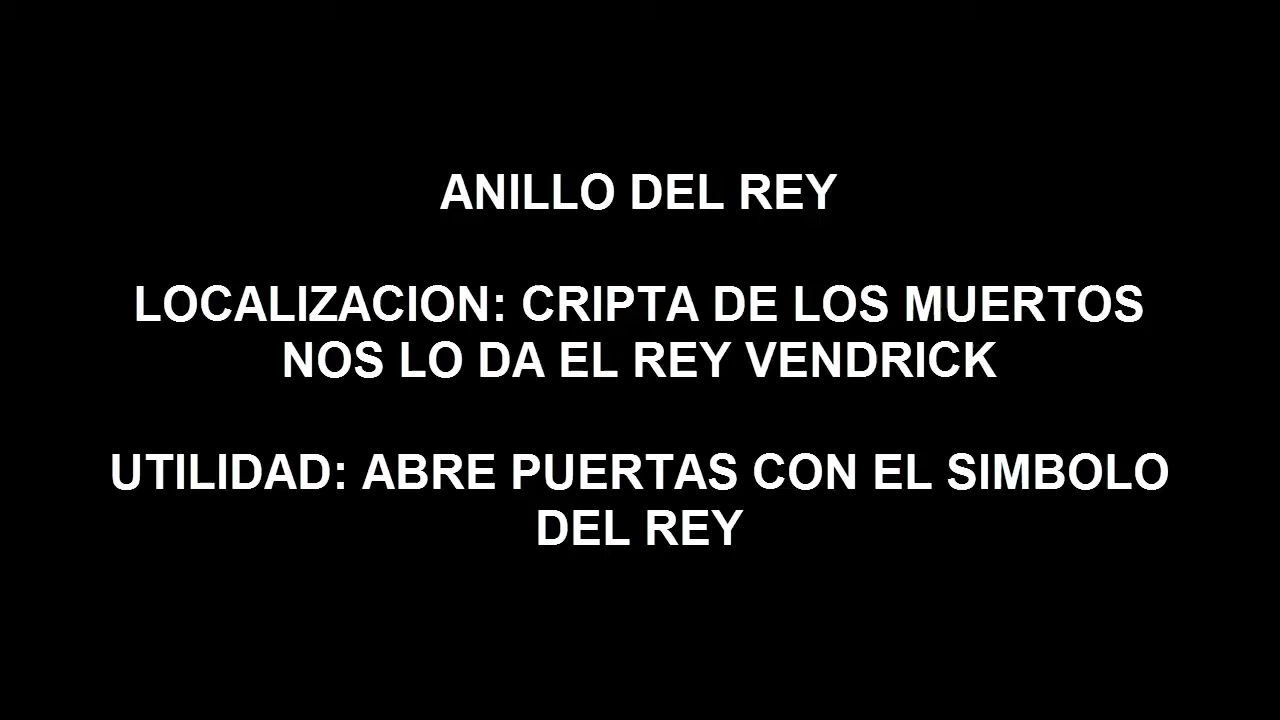 ANILLO DEL REY
LOCALIZACION: CRIPTA DE LOS MUERTOS
NOS LO DA EL REY VENDRICK
UTILIDAD: ABRE PUERTAS CON EL SIMBOLO
DEL REY